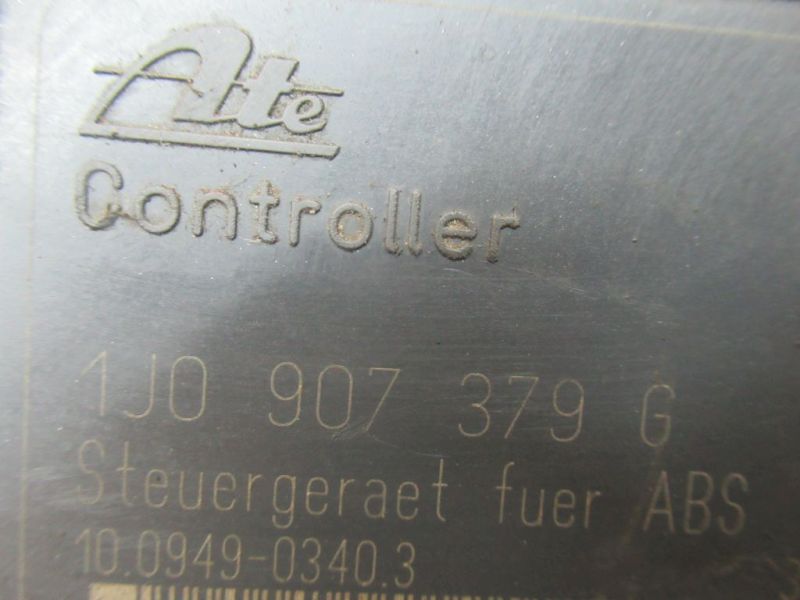 Ate
Controller
1J0 907 379 G
Steuergeraet fuer ABS
10.0949-0340.3